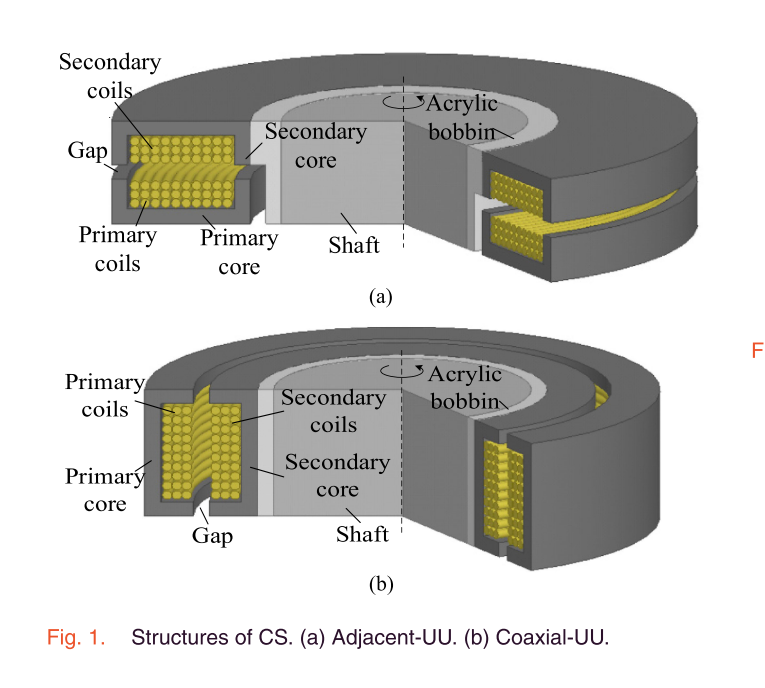 Secondary
coils
Acrylic
bobbin
Secondary
core
Gap
Primary
coils
Primary
core
Shaft
(a)
F
Primary
coils
Acrylic
bobbin
Secondary
coils
Secondary
core
Primary
core
Gap
Shaft
(b)
Fig. 1. Structures of CS. (a) Adjacent-UU. (b) Coaxial-UU.